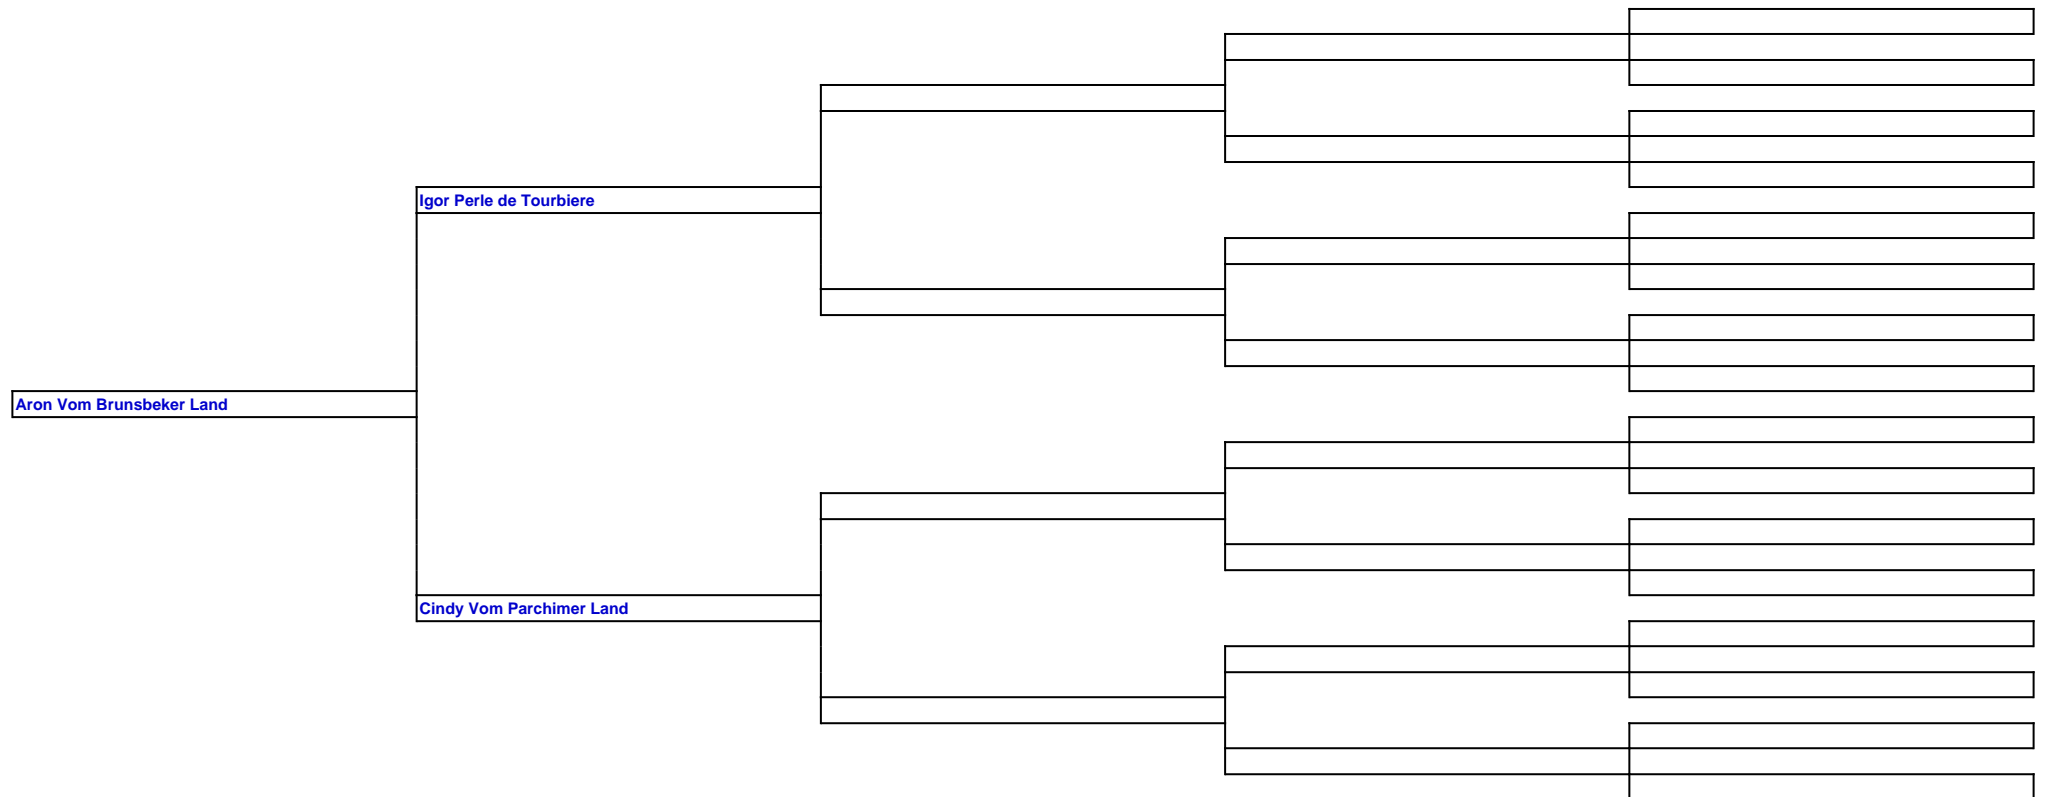 Igor Perle de Tourbiere
Aron Vom Brunsbeker Land
Cindy Vom Parchimer Land